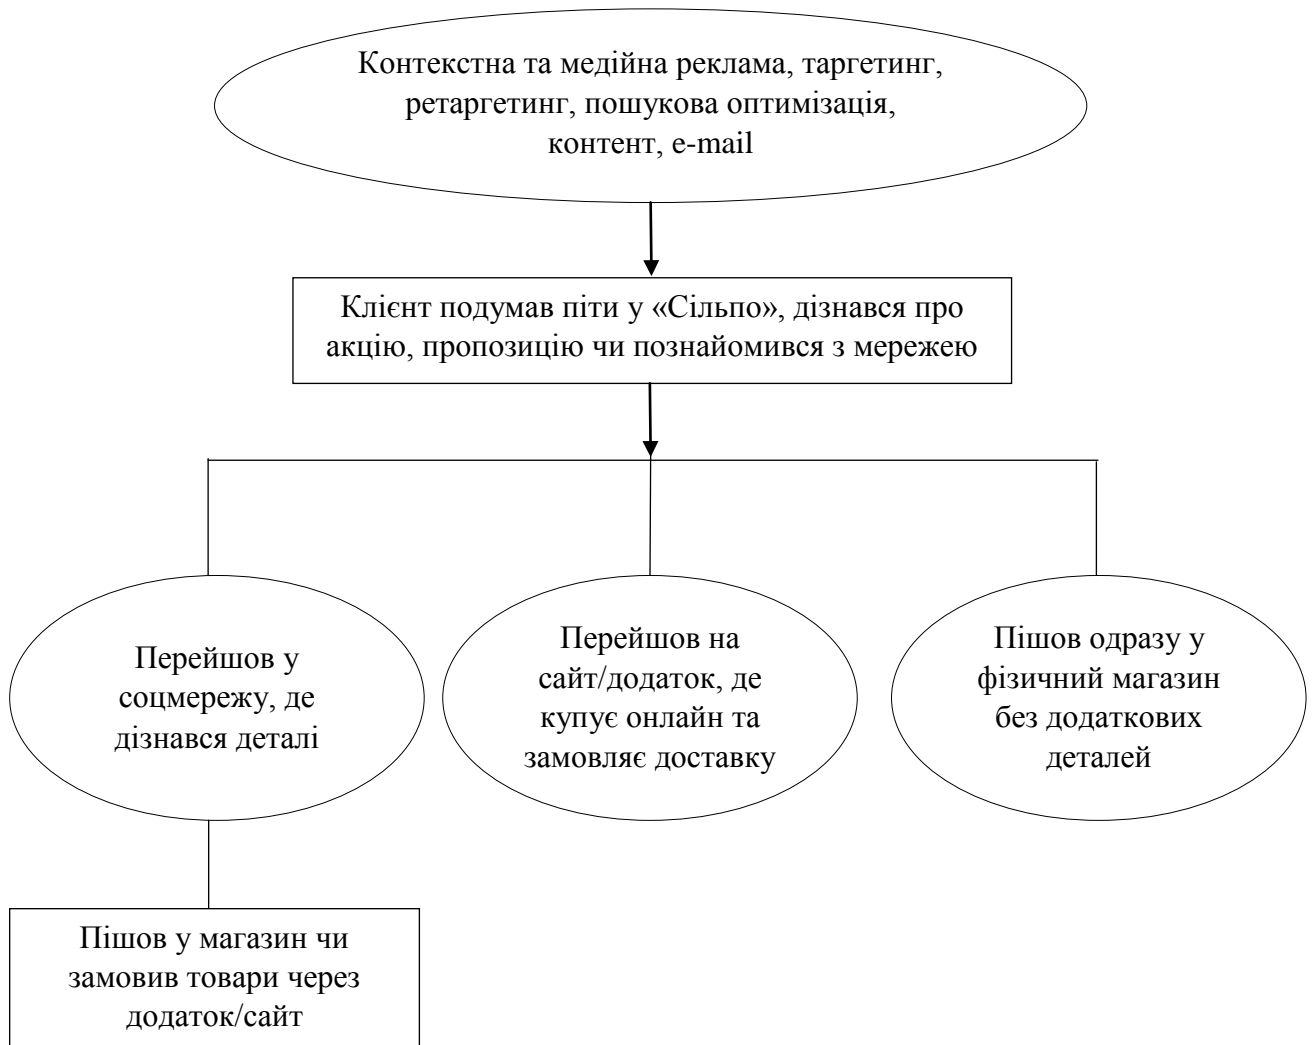 Контекстна та медійна реклама, таргетинг,
ретаргетинг, пошукова оптимізація,
контент, e-mail
Клієнт подумав піти у «Сільпо», дізнався про
акцію, пропозицію чи познайомився з мережею
Перейшов у
соцмережу, де
дізнався деталі
Перейшов на
сайт/додаток, де
купує онлайн та
замовляє доставку
Пішов одразу у
фізичний магазин
без додаткових
деталей
Пішов у магазин чи
замовив товари через
додаток/сайт